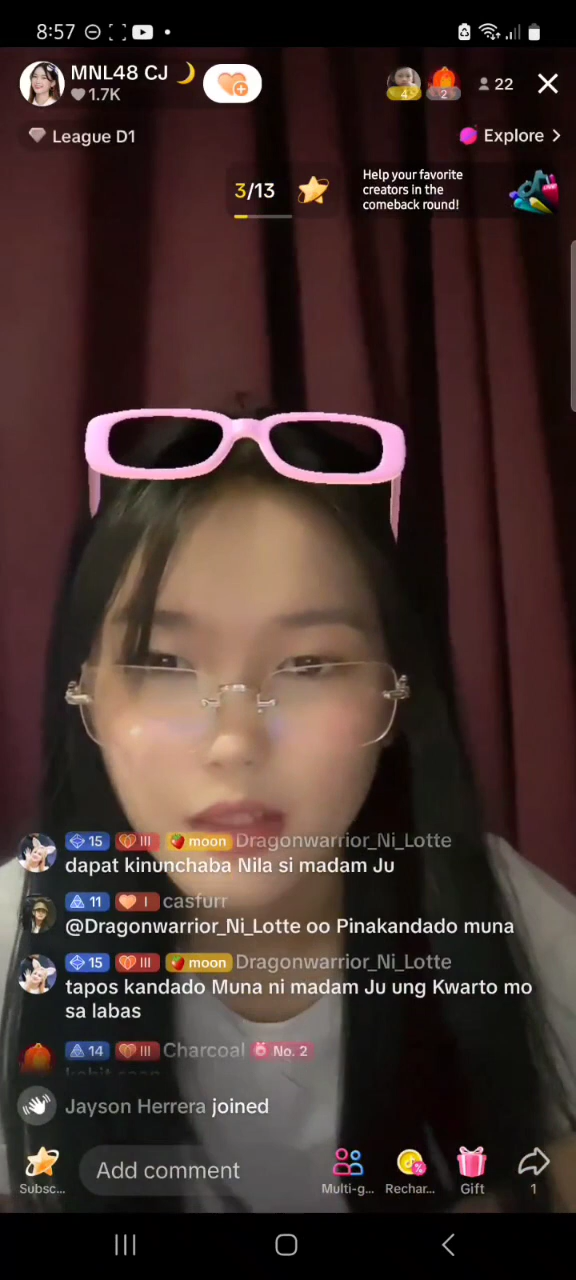 8:57
MNL48 CJ 🌙
1.7K
4
2
22
League D1
Explore >
3/13
Help your favorite
creators in the
comeback round!
15 III moon Dragonwarrior_Ni_Lotte
dapat kinunchaba Nila si madam Ju
11 I casfurr
@Dragonwarrior_Ni_Lotte oo Pinakandado muna
15 III moon Dragonwarrior_Ni_Lotte
tapos kandado Muna ni madam Ju ung Kwarto mo
sa labas
14 III Charcoal No. 2
Jayson Herrera joined
Add comment
Subsc...
Multi-g...
Rechar...
Gift
1